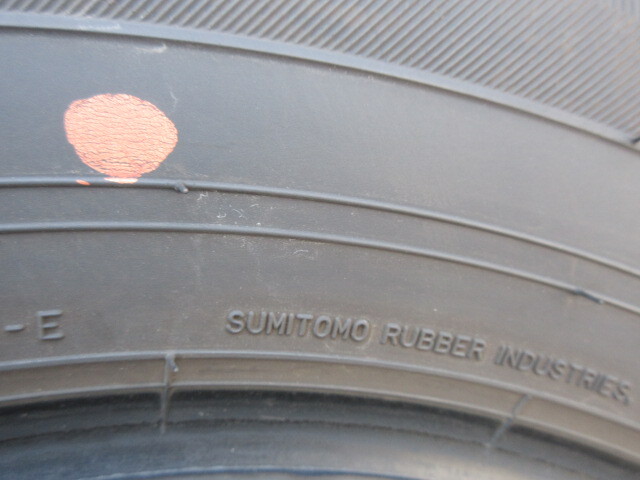 -E
SUMITOMO RUBBER INDUSTRIES